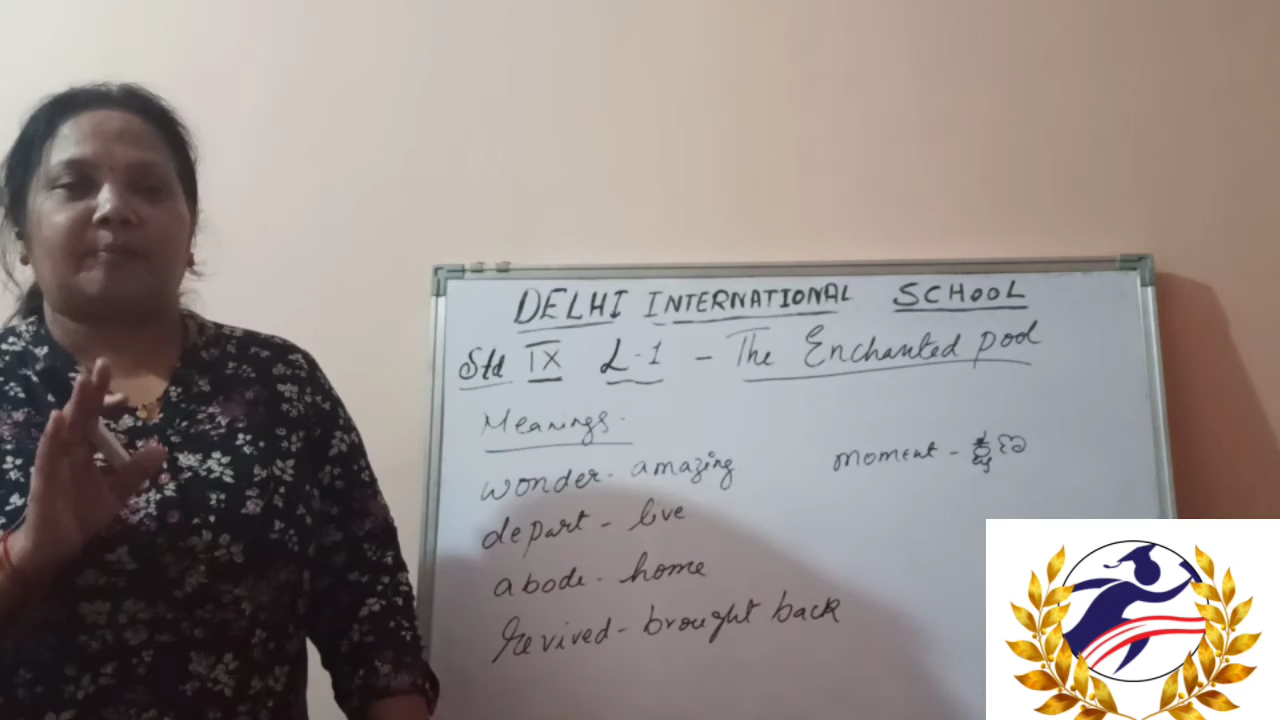 DELHI INTERNATIONAL SCHOOL
Std IX L-1 - The Enchanted pool
Meanings.
wonder - amazing moment - ಕ್ಷಣ
depart - live
abode - home
Revived - brought back